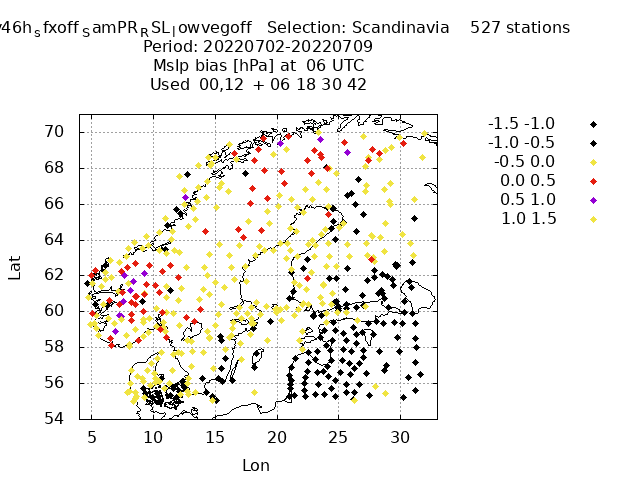 46h_sfxoff_samPR_RSL_lowvegoff Selection: Scandinavia 527 stations
Period: 20220702-20220709
Mslp bias [hPa] at 06 UTC
Used 00,12 + 06 18 30 42
-1.5 -1.0
-1.0 -0.5
-0.5 0.0
0.0 0.5
0.5 1.0
1.0 1.5
70
68
66
64
62
60
58
56
54
Lat
5 10 15 20 25 30
Lon